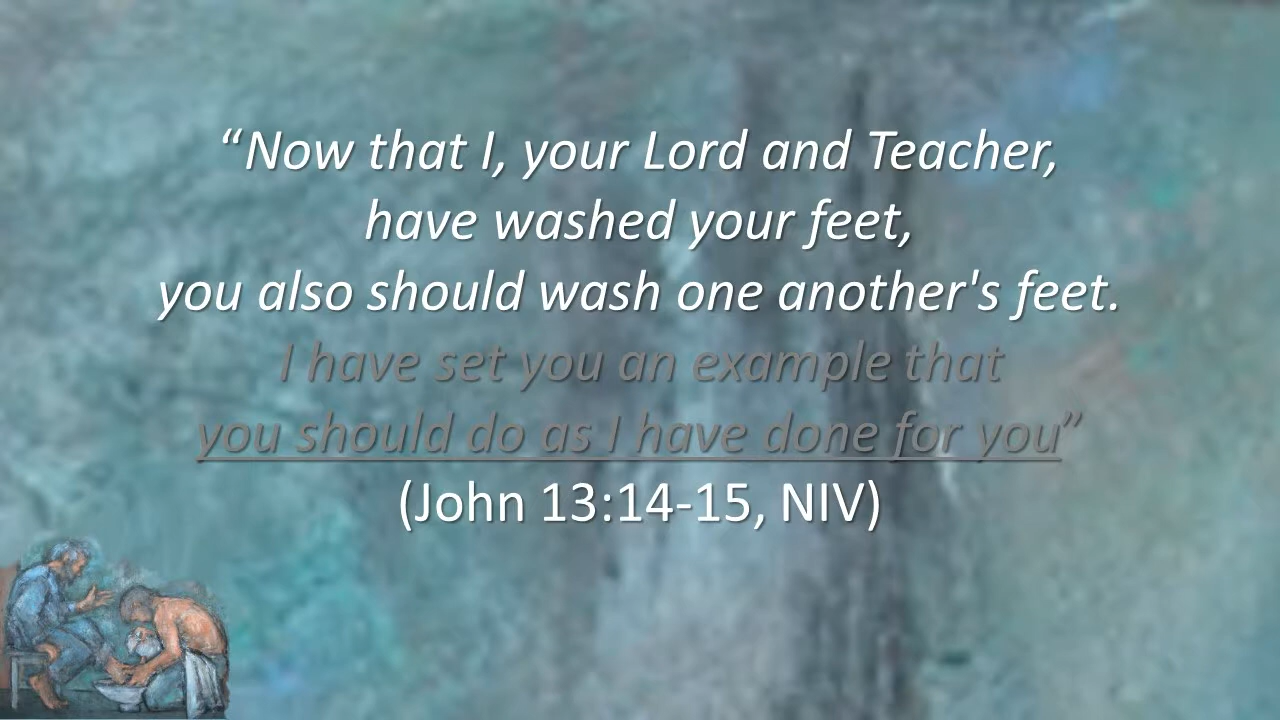 “Now that I, your Lord and Teacher,
have washed your feet,
you also should wash one another's feet.
I have set you an example that
you should do as I have done for you”
(John 13:14-15, NIV)